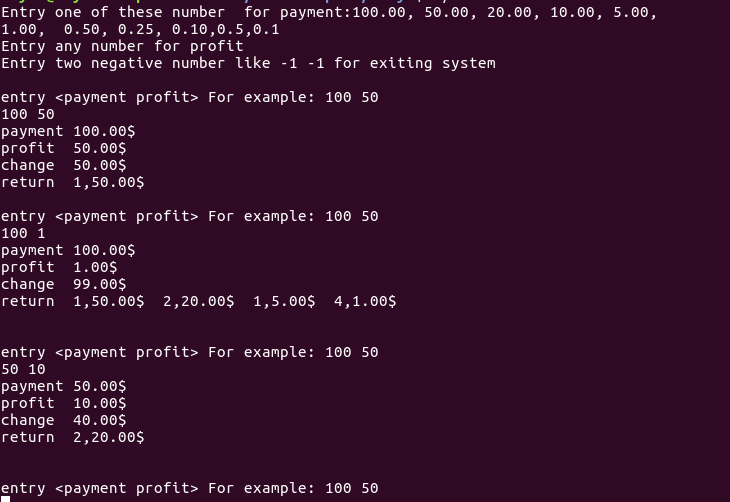 Entry one of these number  for payment:100.00, 50.00, 20.00, 10.00, 5.00,
1.00,  0.50, 0.25, 0.10,0.5,0.1
Entry any number for profit
Entry two negative number like -1 -1 for exiting system
entry <payment profit> For example: 100 50
100 50
payment 100.00$
profit  50.00$
change  50.00$
return  1,50.00$
entry <payment profit> For example: 100 50
100 1
payment 100.00$
profit  1.00$
change  99.00$
return  1,50.00$  2,20.00$  1,5.00$  4,1.00$
entry <payment profit> For example: 100 50
50 10
payment 50.00$
profit  10.00$
change  40.00$
return  2,20.00$
entry <payment profit> For example: 100 50